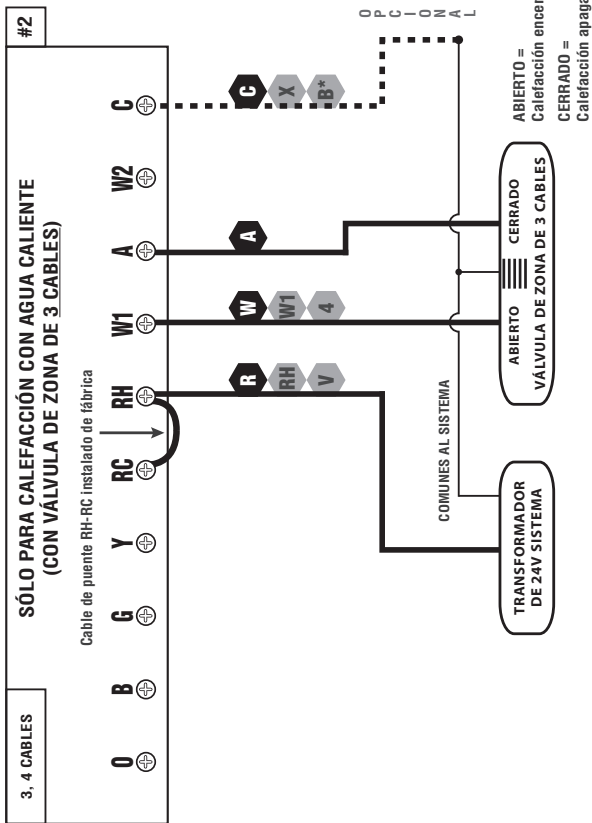 3, 4 CABLES
#2
SÓLO PARA CALEFACCIÓN CON AGUA CALIENTE
(CON VÁLVULA DE ZONA DE 3 CABLES)
Cable de puente RH-RC instalado de fábrica
O B G Y RC RH W1 A W2 C
R W A C
RH W1 X
V 4 B*
OPCIONAL
COMUNES AL SISTEMA
TRANSFORMADOR
DE 24V SISTEMA
ABIERTO CERRADO
VÁLVULA DE ZONA DE 3 CABLES
ABIERTO =
Calefacción
CERRADO =
Calefacción